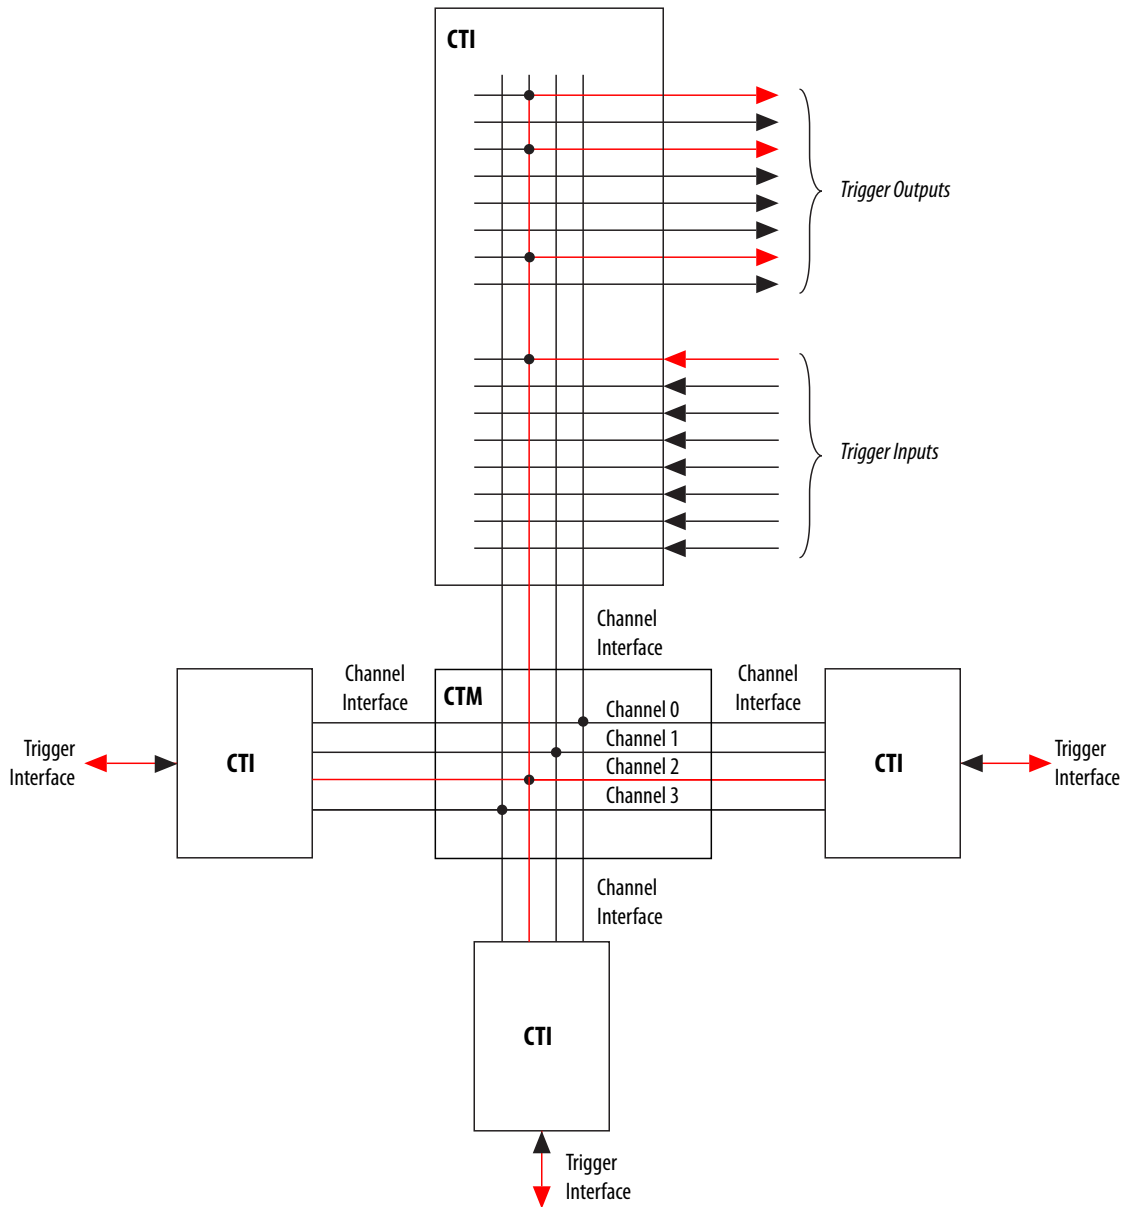 CTI
Trigger Outputs
Trigger Inputs
Channel
Interface
Channel
Interface
CTM
Channel
Interface
Channel 0
Channel 1
Channel 2
Channel 3
Trigger
Interface
CTI
CTI
Trigger
Interface
Channel
Interface
CTI
Trigger
Interface